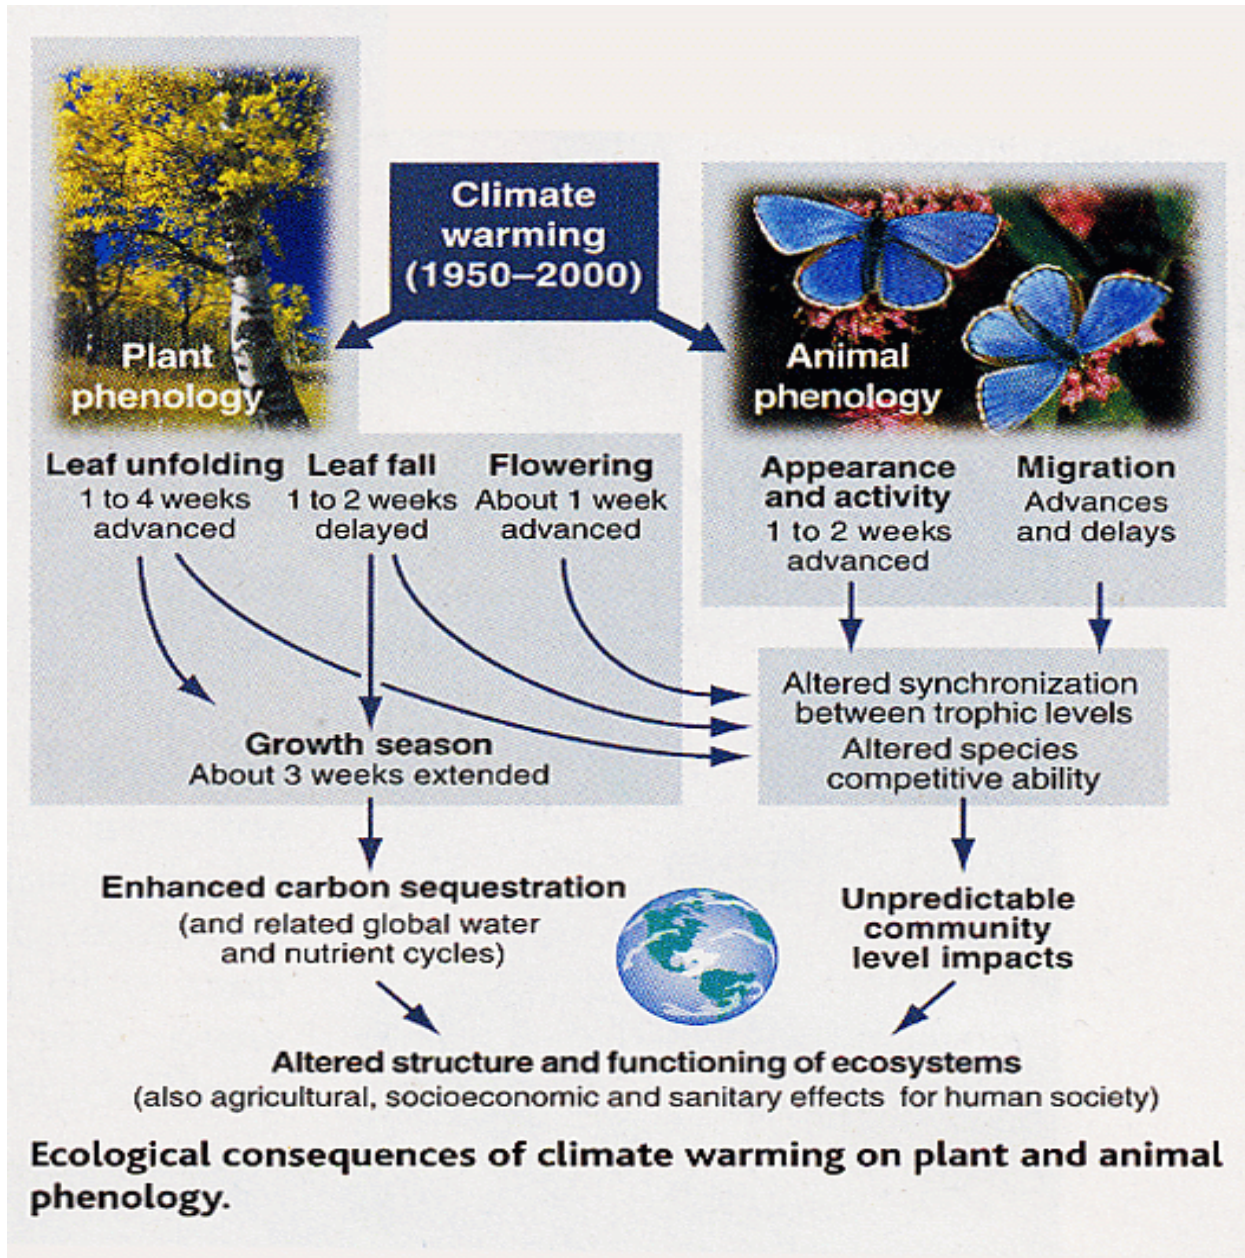 Climate
warming
(1950–2000)
Plant
phenology
Animal
phenology
Leaf unfolding
1 to 4 weeks
advanced
Leaf fall
1 to 2 weeks
delayed
Flowering
About 1 week
advanced
Appearance
and activity
1 to 2 weeks
advanced
Migration
Advances
and delays
Altered synchronization
between trophic levels
Altered species
competitive ability
Growth season
About 3 weeks extended
Enhanced carbon sequestration
(and related global water
and nutrient cycles)
Unpredictable
community
level impacts
Altered structure and functioning of ecosystems
(also agricultural, socioeconomic and sanitary effects for human society)
Ecological consequences of climate warming on plant and animal
phenology.